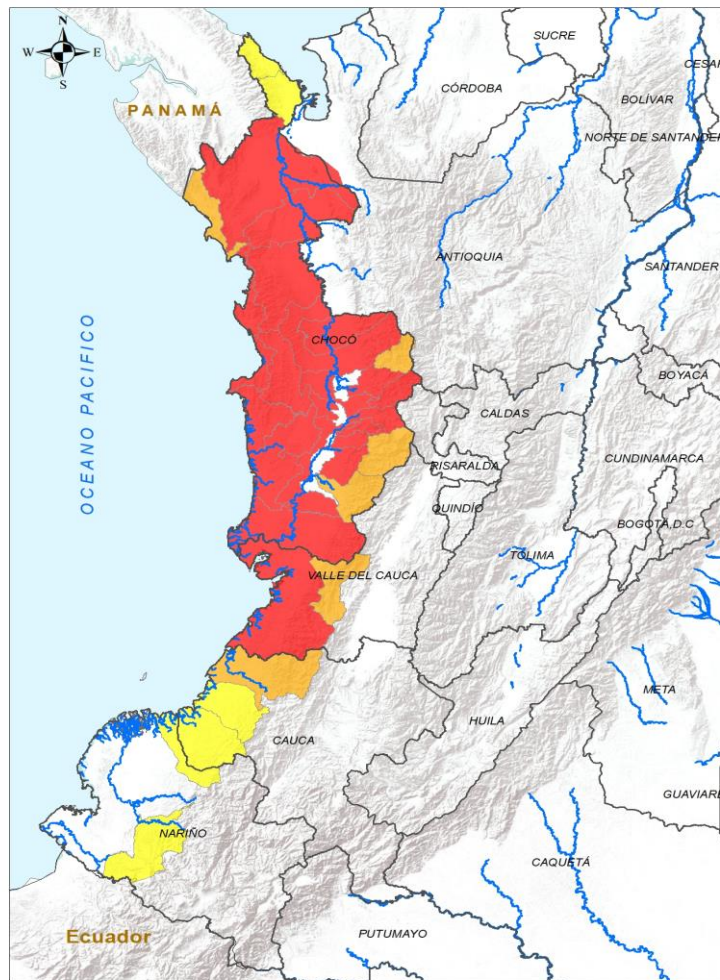 N
W E
S
SUCRE
CESAR
CÓRDOBA
BOLÍVAR
PANAMÁ
NORTE DE SANTANDER
ANTIOQUIA
SANTANDER
OCEANO PACIFICO
CHOCÓ
BOYACÁ
CALDAS
CUNDINAMARCA
RISARALDA
QUINDÍO
BOGOTÁ,D.C
TOLIMA
VALLE DEL CAUCA
META
HUILA
CAUCA
GUAVIARE
NARIÑO
CAQUETÁ
Ecuador
PUTUMAYO